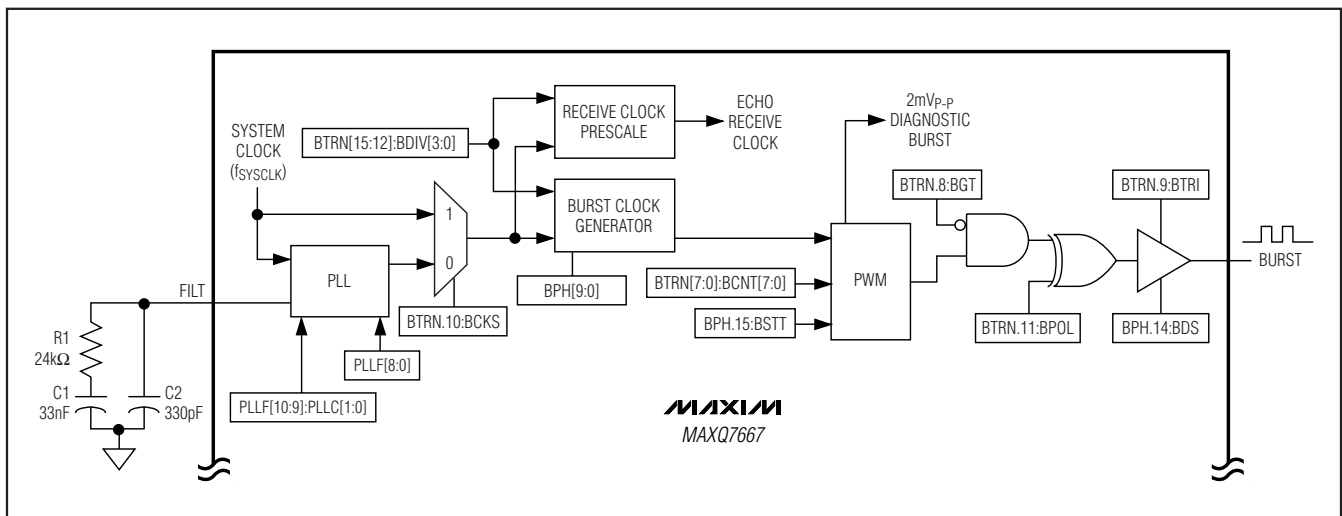 SYSTEM
CLOCK
(fSYSCLK)
BTRN[15:12]:BDIV[3:0]
RECEIVE CLOCK
PRESCALE
ECHO
RECEIVE
CLOCK
2mVP-P
DIAGNOSTIC
BURST
BTRN.8:BGT
BTRN.9:BTRI
1
0
BURST CLOCK
GENERATOR
PLL
PWM
BURST
FILT
BPH[9:0]
BTRN[7:0]:BCNT[7:0]
BTRN.10:BCKS
BPH.15:BSTT
BTRN.11:BPOL
BPH.14:BDS
R1
24kΩ
PLLF[8:0]
C1
33nF
C2
330pF
PLLF[10:9]:PLLC[1:0]
MAXIM
MAXQ7667